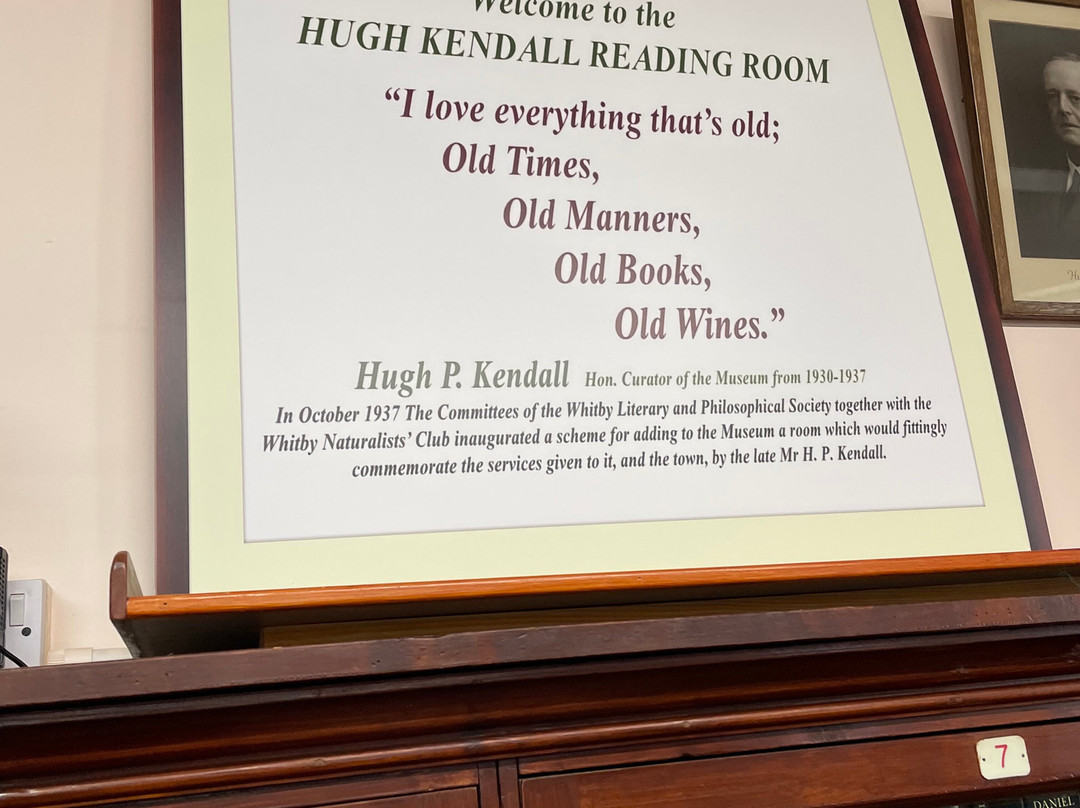 Welcome to the
HUGH KENDALL READING ROOM
“I love everything that’s old;
Old Times,
Old Manners,
Old Books,
Old Wines.”
Hugh P. Kendall Hon. Curator of the Museum from 1930-1937
In October 1937 The Committees of the Whitby Literary and Philosophical Society together with the
Whitby Naturalists’ Club inaugurated a scheme for adding to the Museum a room which would fittingly
commemorate the services given to it, and the town, by the late Mr H. P. Kendall.
7
DANIEL